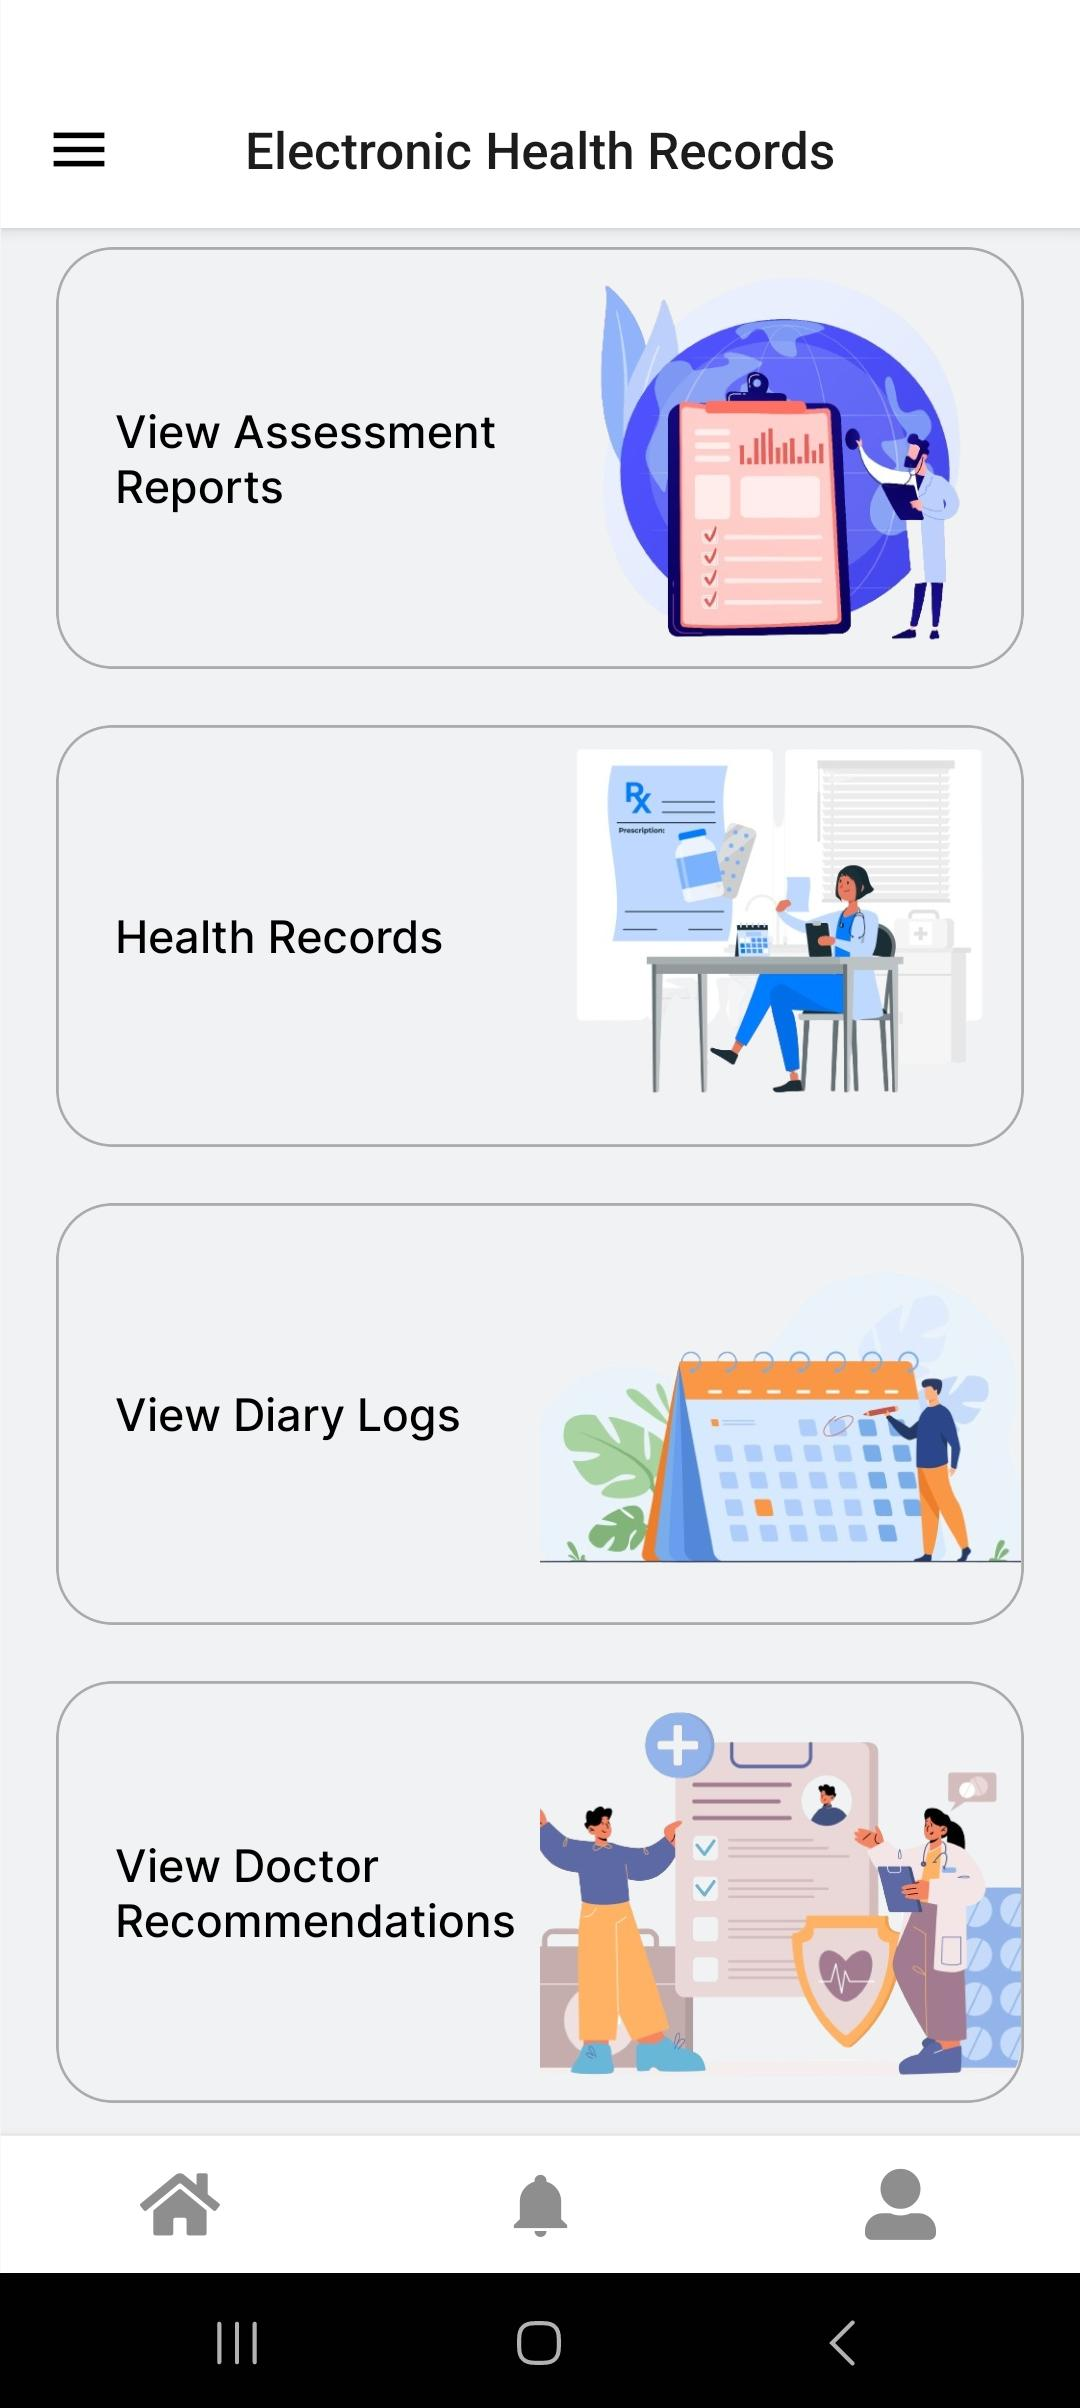 Electronic Health Records
View Assessment
Reports
Health Records
Rx
Prescription:
View Diary Logs
View Doctor
Recommendations